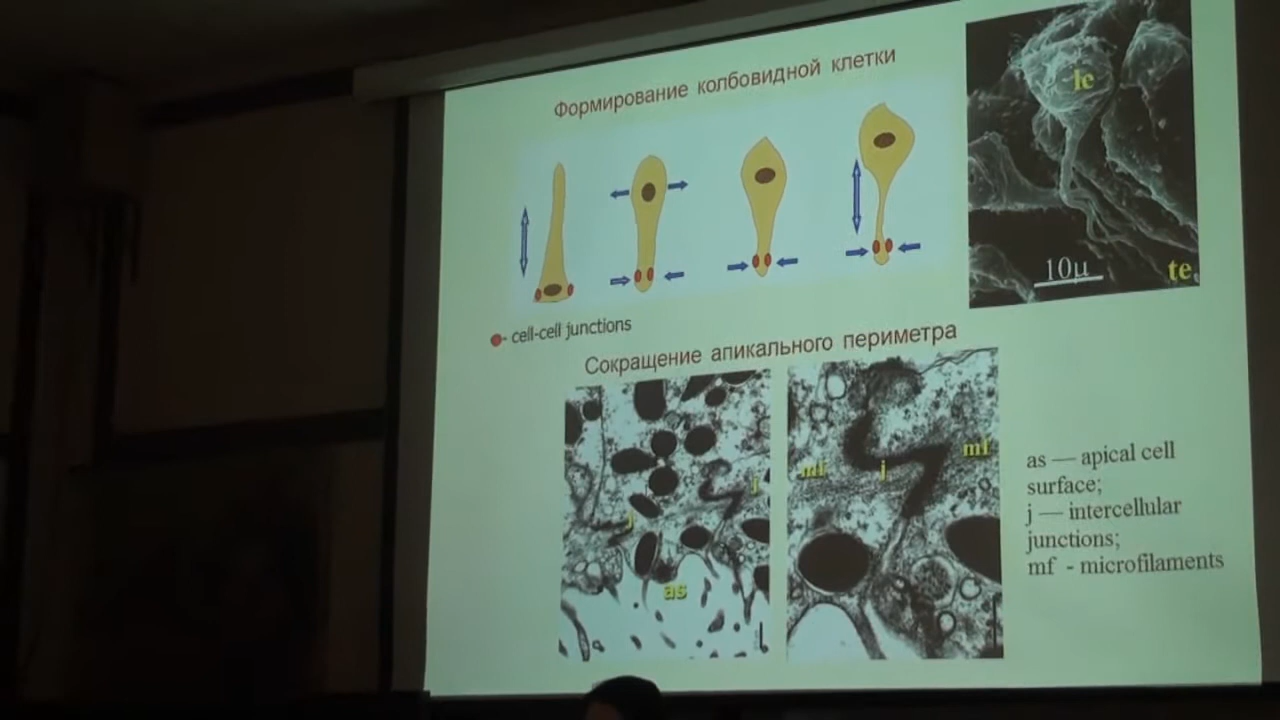 Формирование колбовидной клетки
le
10µ
te
- cell-cell junctions
Сокращение апикального периметра
j
j
as
mf
j
mf
as — apical cell
surface;
j — intercellular
junctions;
mf - microfilaments